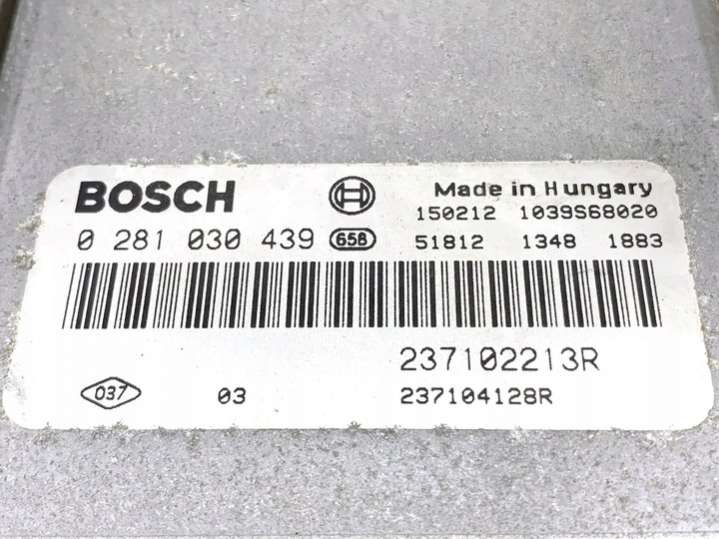 BOSCH
Made in Hungary
150212 1039S68020
0 281 030 439 658
51812 1348 1883
237102213R
037 03 237104128R